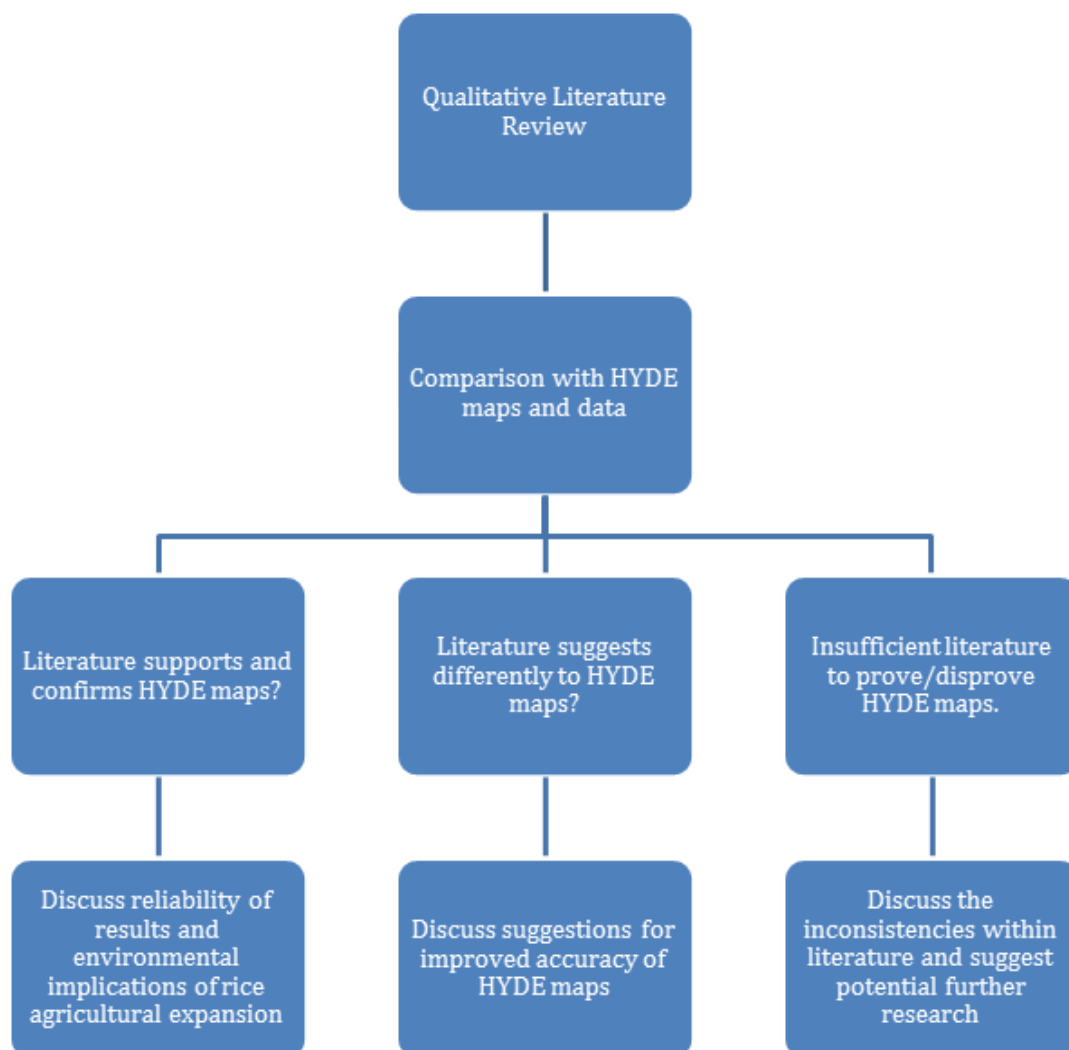 Qualitative Literature
Review
Comparison with HYDE
maps and data
Literature supports and
confirms HYDE maps?
Literature suggests
differently to HYDE
maps?
Insufficient literature
to prove/disprove
HYDE maps.
Discuss reliability of
results and
environmental
implications of rice
agricultural expansion
Discuss suggestions for
improved accuracy of
HYDE maps
Discuss the
inconsistencies within
literature and suggest
potential further
research